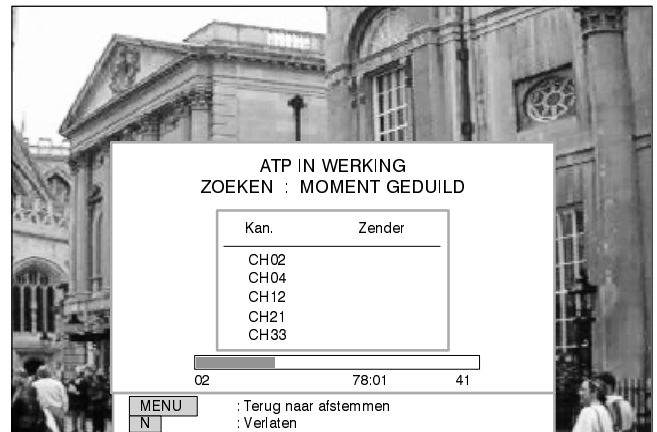 ATP IN WERKING
ZOEKEN : MOMENT GEDUILD
Kan. Zender
CH02
CH04
CH12
CH21
CH33
02 78:01 41
MENU : Terug naar afstemmen
N : Verlaten